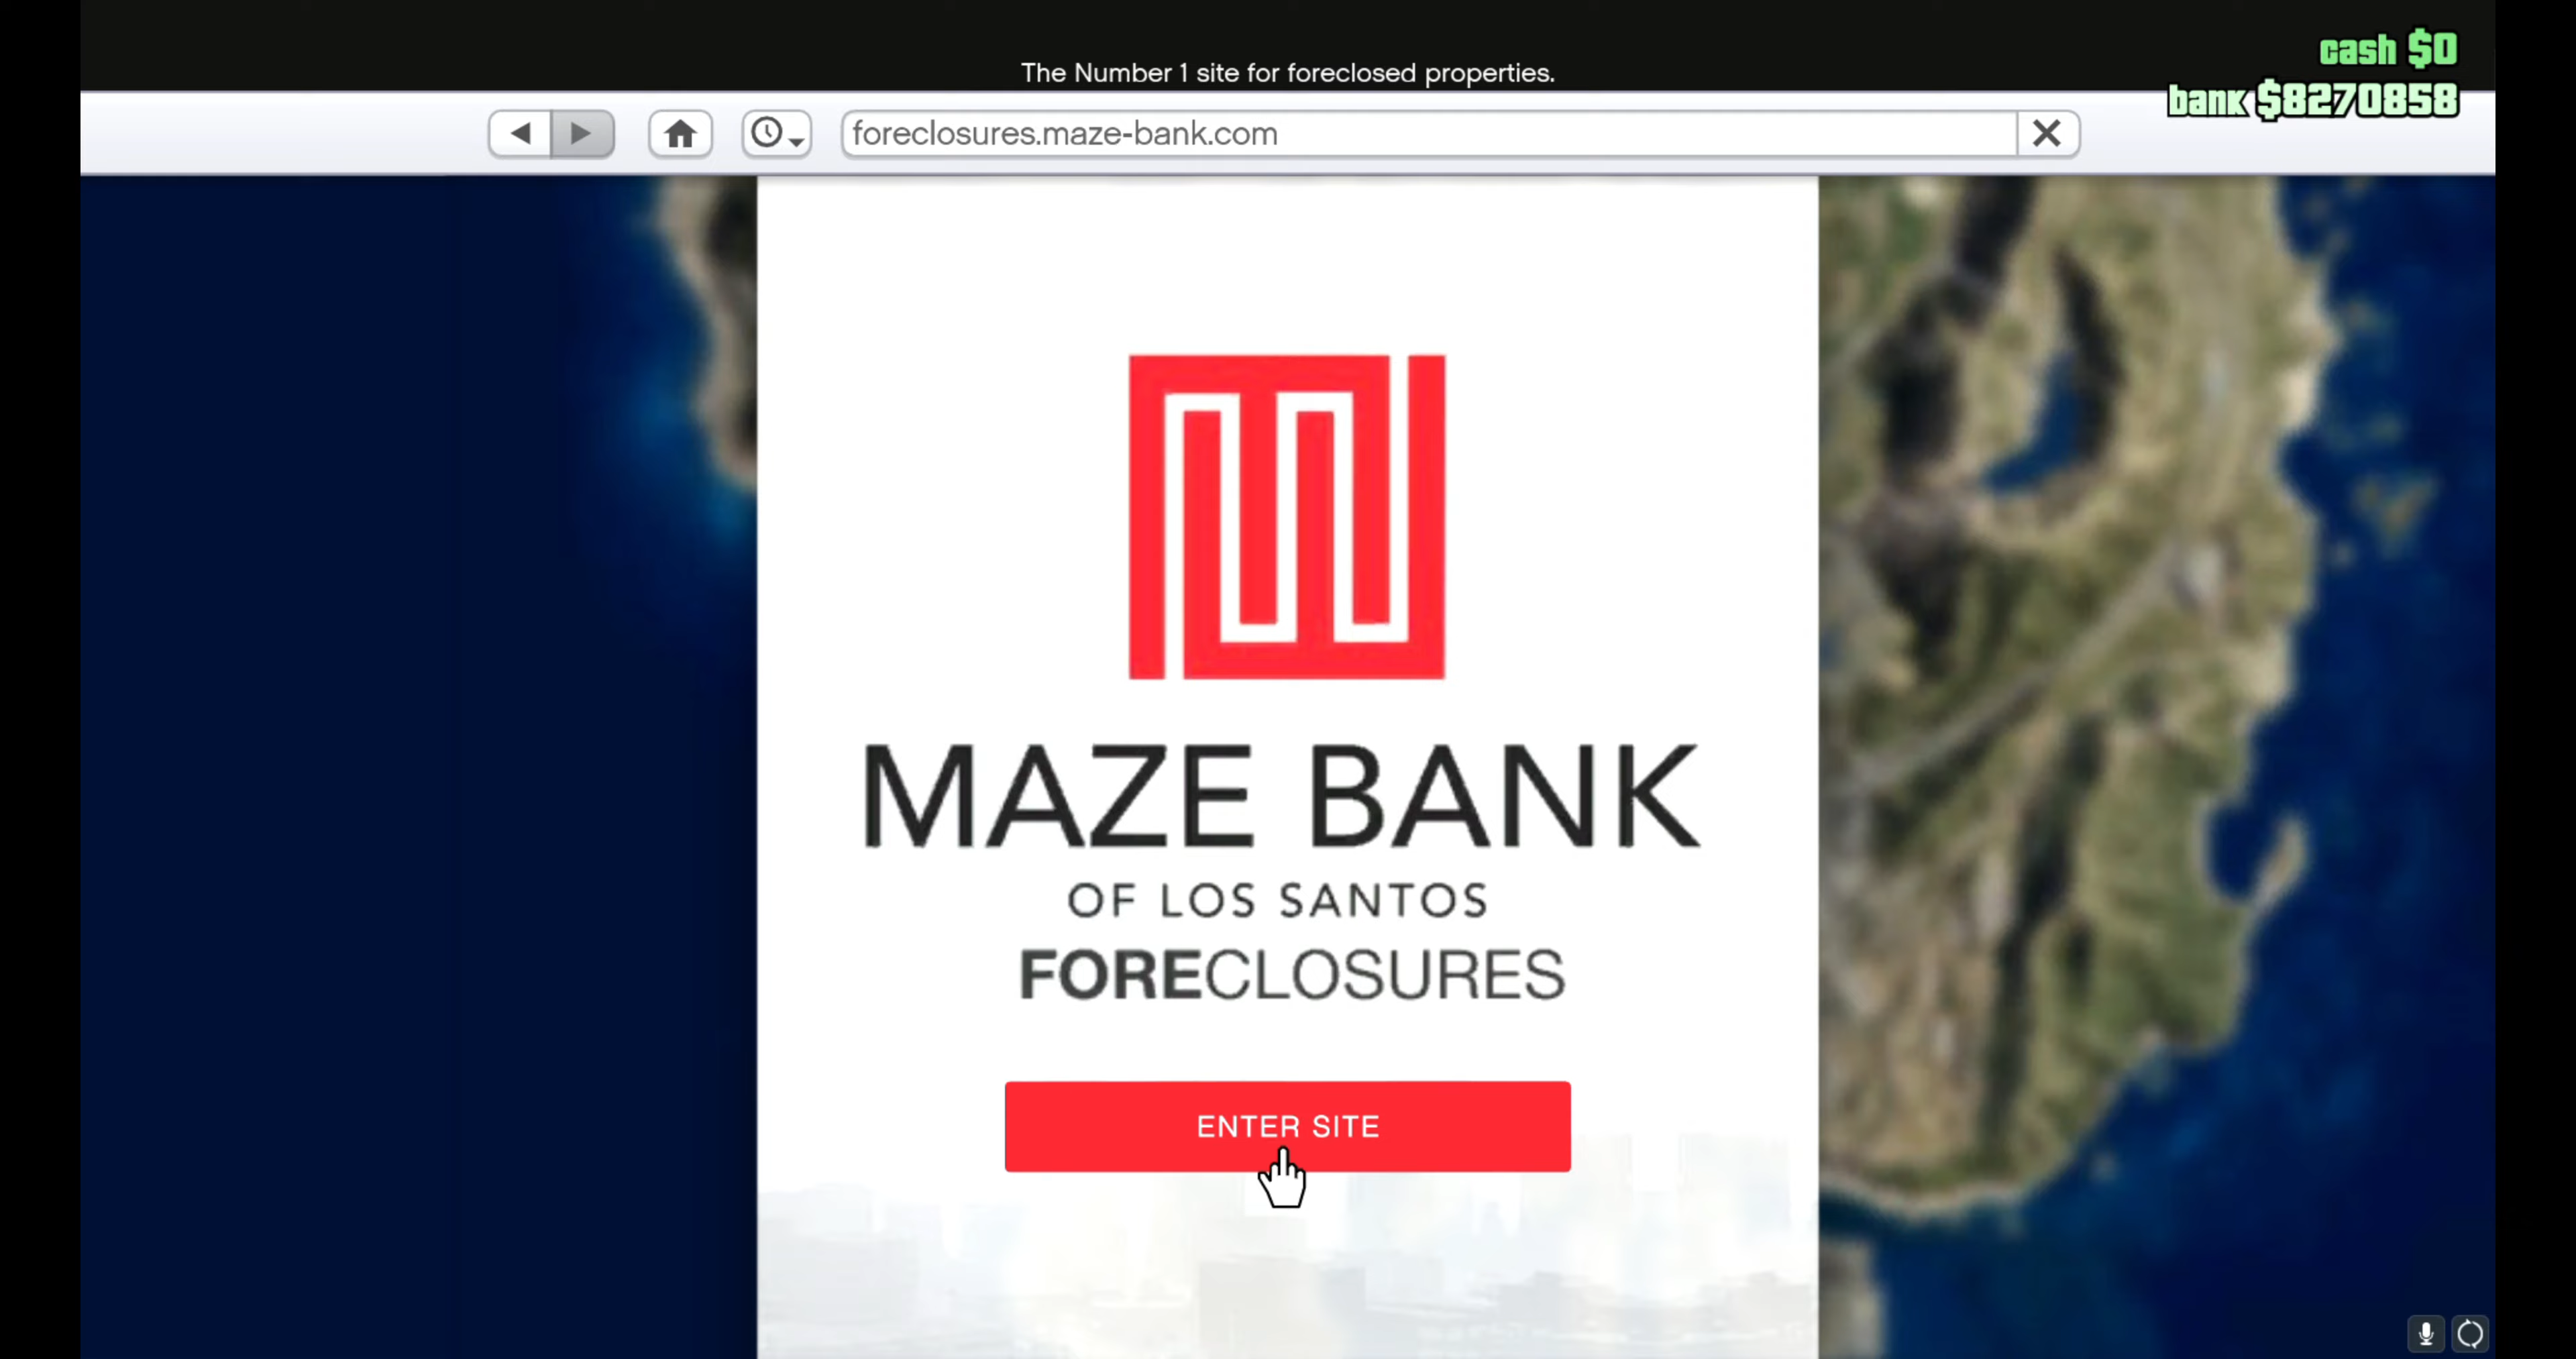 The Number 1 site for foreclosed properties.
cash $0
bank $8270858
foreclosures.maze-bank.com
MAZE BANK
OF LOS SANTOS
FORECLOSURES
ENTER SITE